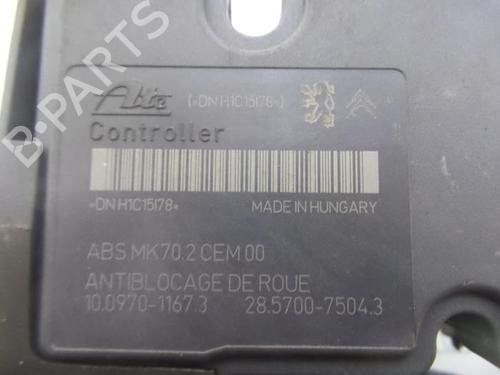 Ate (*DNH1C15178*)
Controller
*DNH1C15178* MADE IN HUNGARY
ABS MK70.2 CEM 00
ANTIBLOCAGE DE ROUE
10.0970-1167.3 28.5700-7504.3
B-PARTS